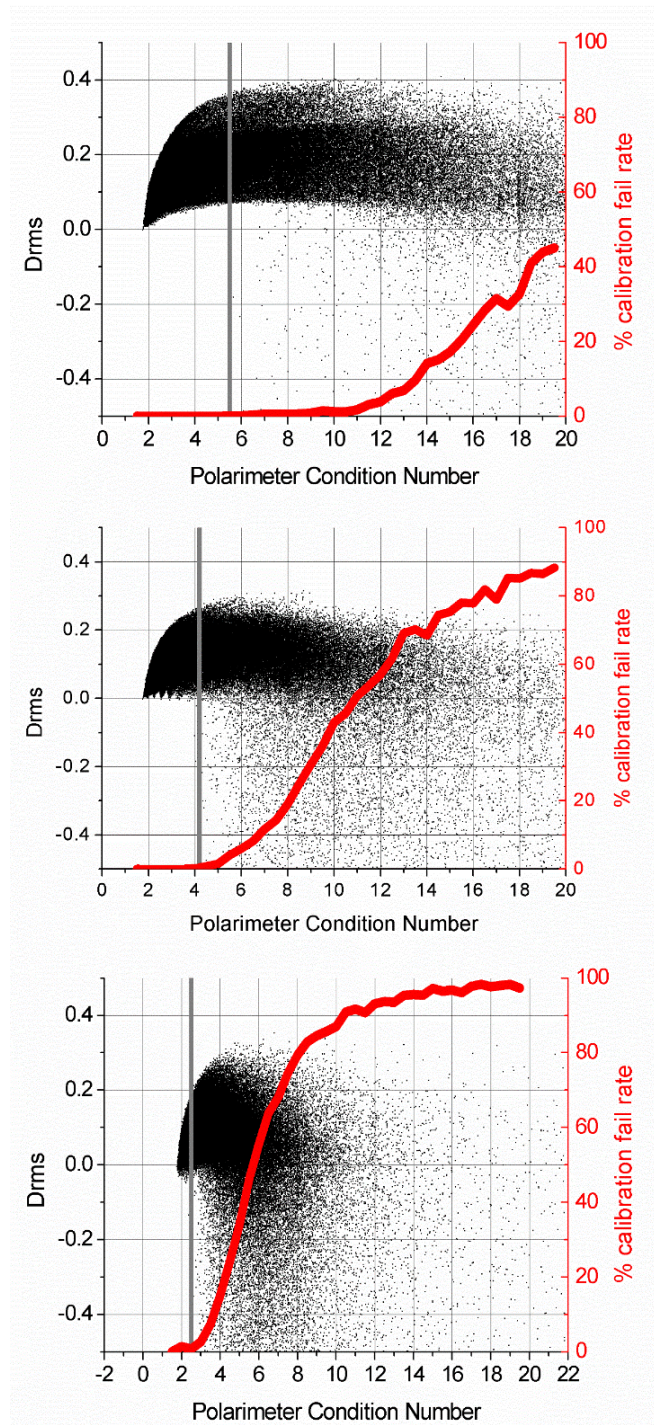 100
0.4
80
0.2
60
0.0
40
-0.2
20
-0.4
0
0 2 4 6 8 10 12 14 16 18 20
Drms
% calibration fail rate
Polarimeter Condition Number
100
0.4
80
0.2
60
0.0
40
-0.2
20
-0.4
0
0 2 4 6 8 10 12 14 16 18 20
Drms
% calibration fail rate
Polarimeter Condition Number
100
0.4
80
0.2
60
0.0
40
-0.2
20
-0.4
0
-2 0 2 4 6 8 10 12 14 16 18 20 22
Drms
% calibration fail rate
Polarimeter Condition Number